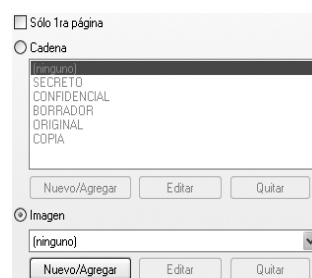 Sólo 1ra página
Cadena
(ninguno)
SECRETO
CONFIDENCIAL
BORRADOR
ORIGINAL
COPIA
Nuevo/Agregar Editar Quitar
Imagen
(ninguno)
Nuevo/Agregar Editar Quitar